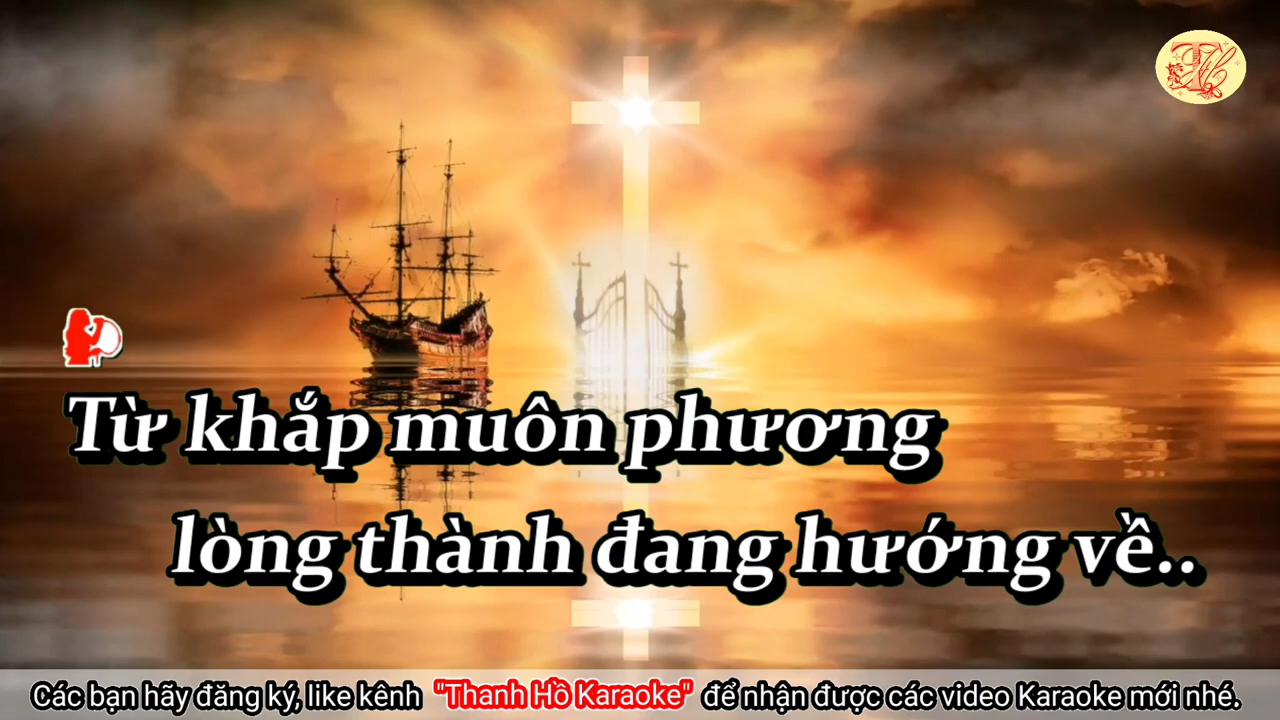 Từ khắp muôn phương
lòng thành đang hướng về..
Các bạn hãy đăng ký, like kênh "Thanh Hồ Karaoke" để nhận được các video Karaoke mới nhé.